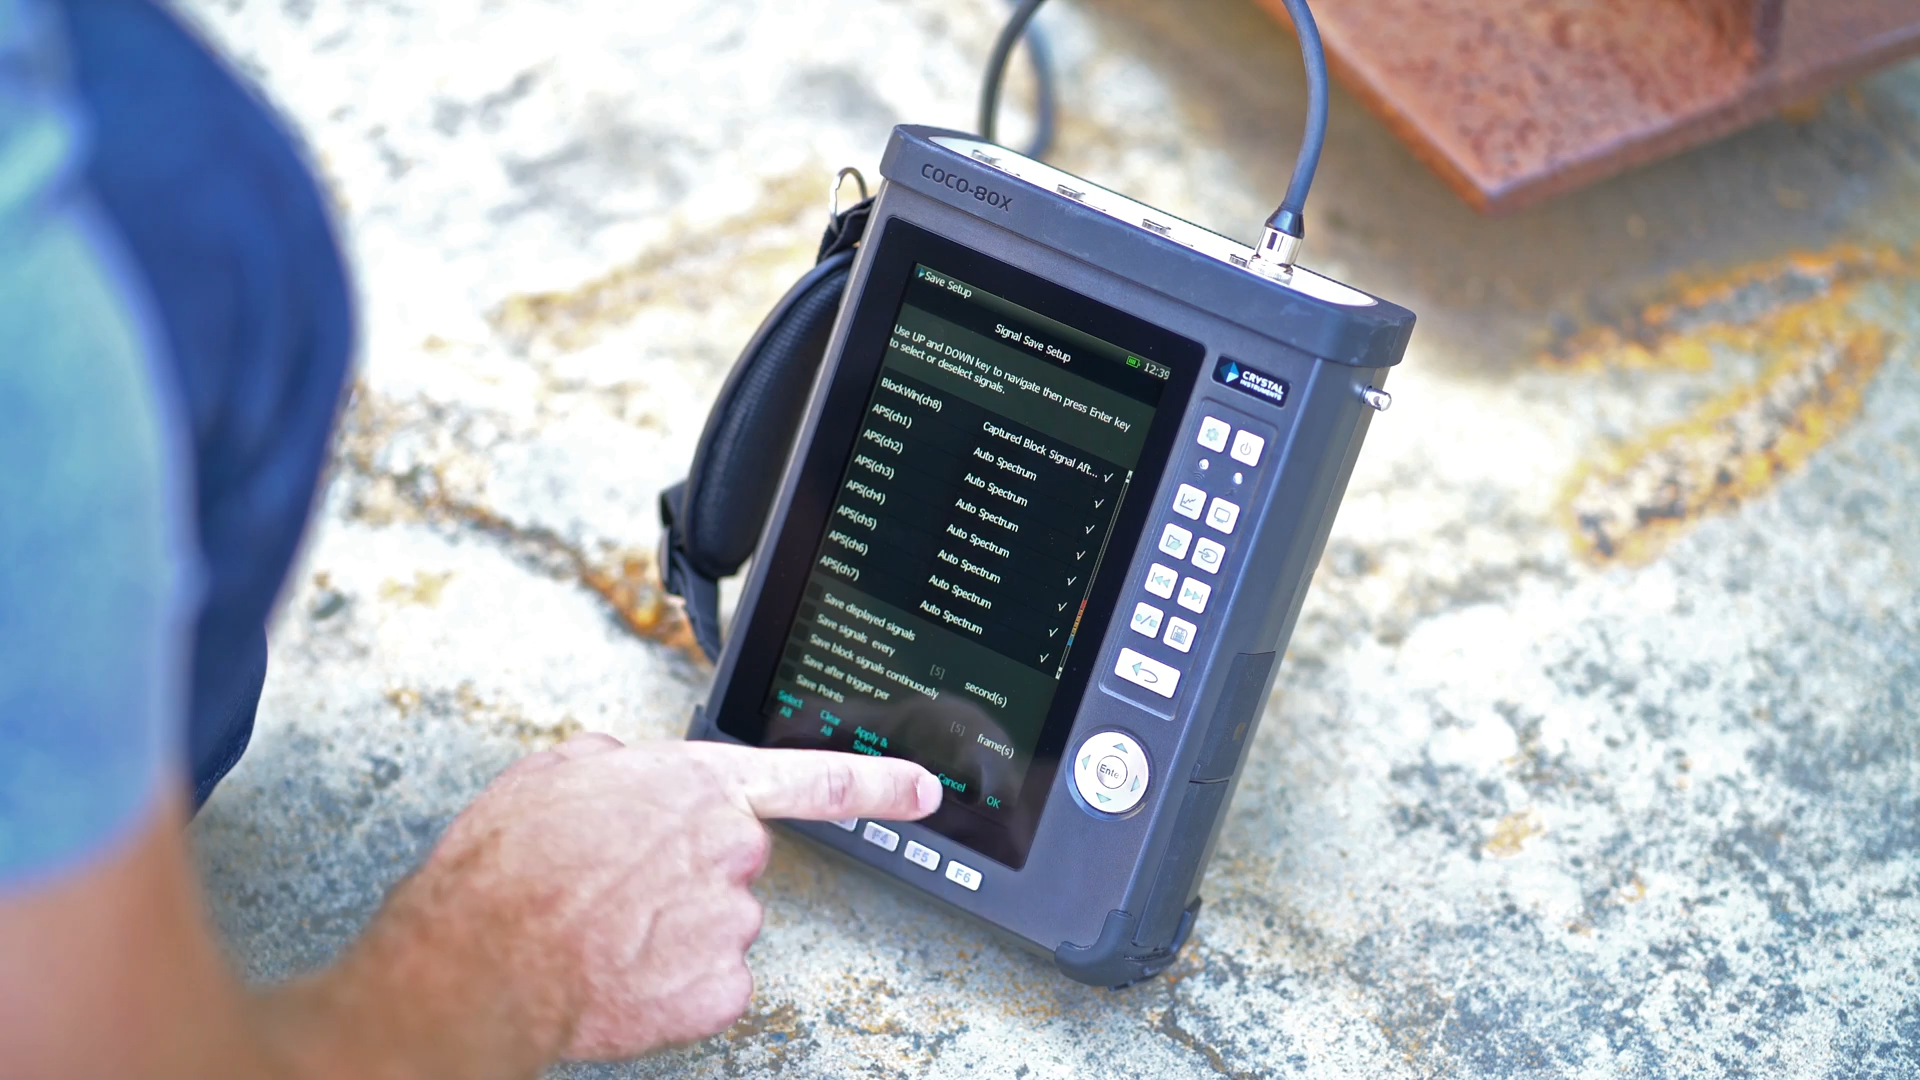 COCO-80X
Save Setup
12:39
Signal Save Setup
Use UP and DOWN key to navigate then press Enter key
to select or deselect signals.
BlockWin(ch8) Captured Block Signal Aft... ✓
APS(ch1) Auto Spectrum ✓
APS(ch2) Auto Spectrum ✓
APS(ch3) Auto Spectrum ✓
APS(ch4) Auto Spectrum ✓
APS(ch5) Auto Spectrum ✓
APS(ch6) Auto Spectrum ✓
APS(ch7) Auto Spectrum ✓
Save displayed signals
Save signals every [5] second(s)
Save block signals continuously
Save after trigger per [5] frame(s)
Save Points
Select All
Clear All
Apply & Saving
Cancel
OK
CRYSTAL
INSTRUMENTS
Enter
F4
F5
F6